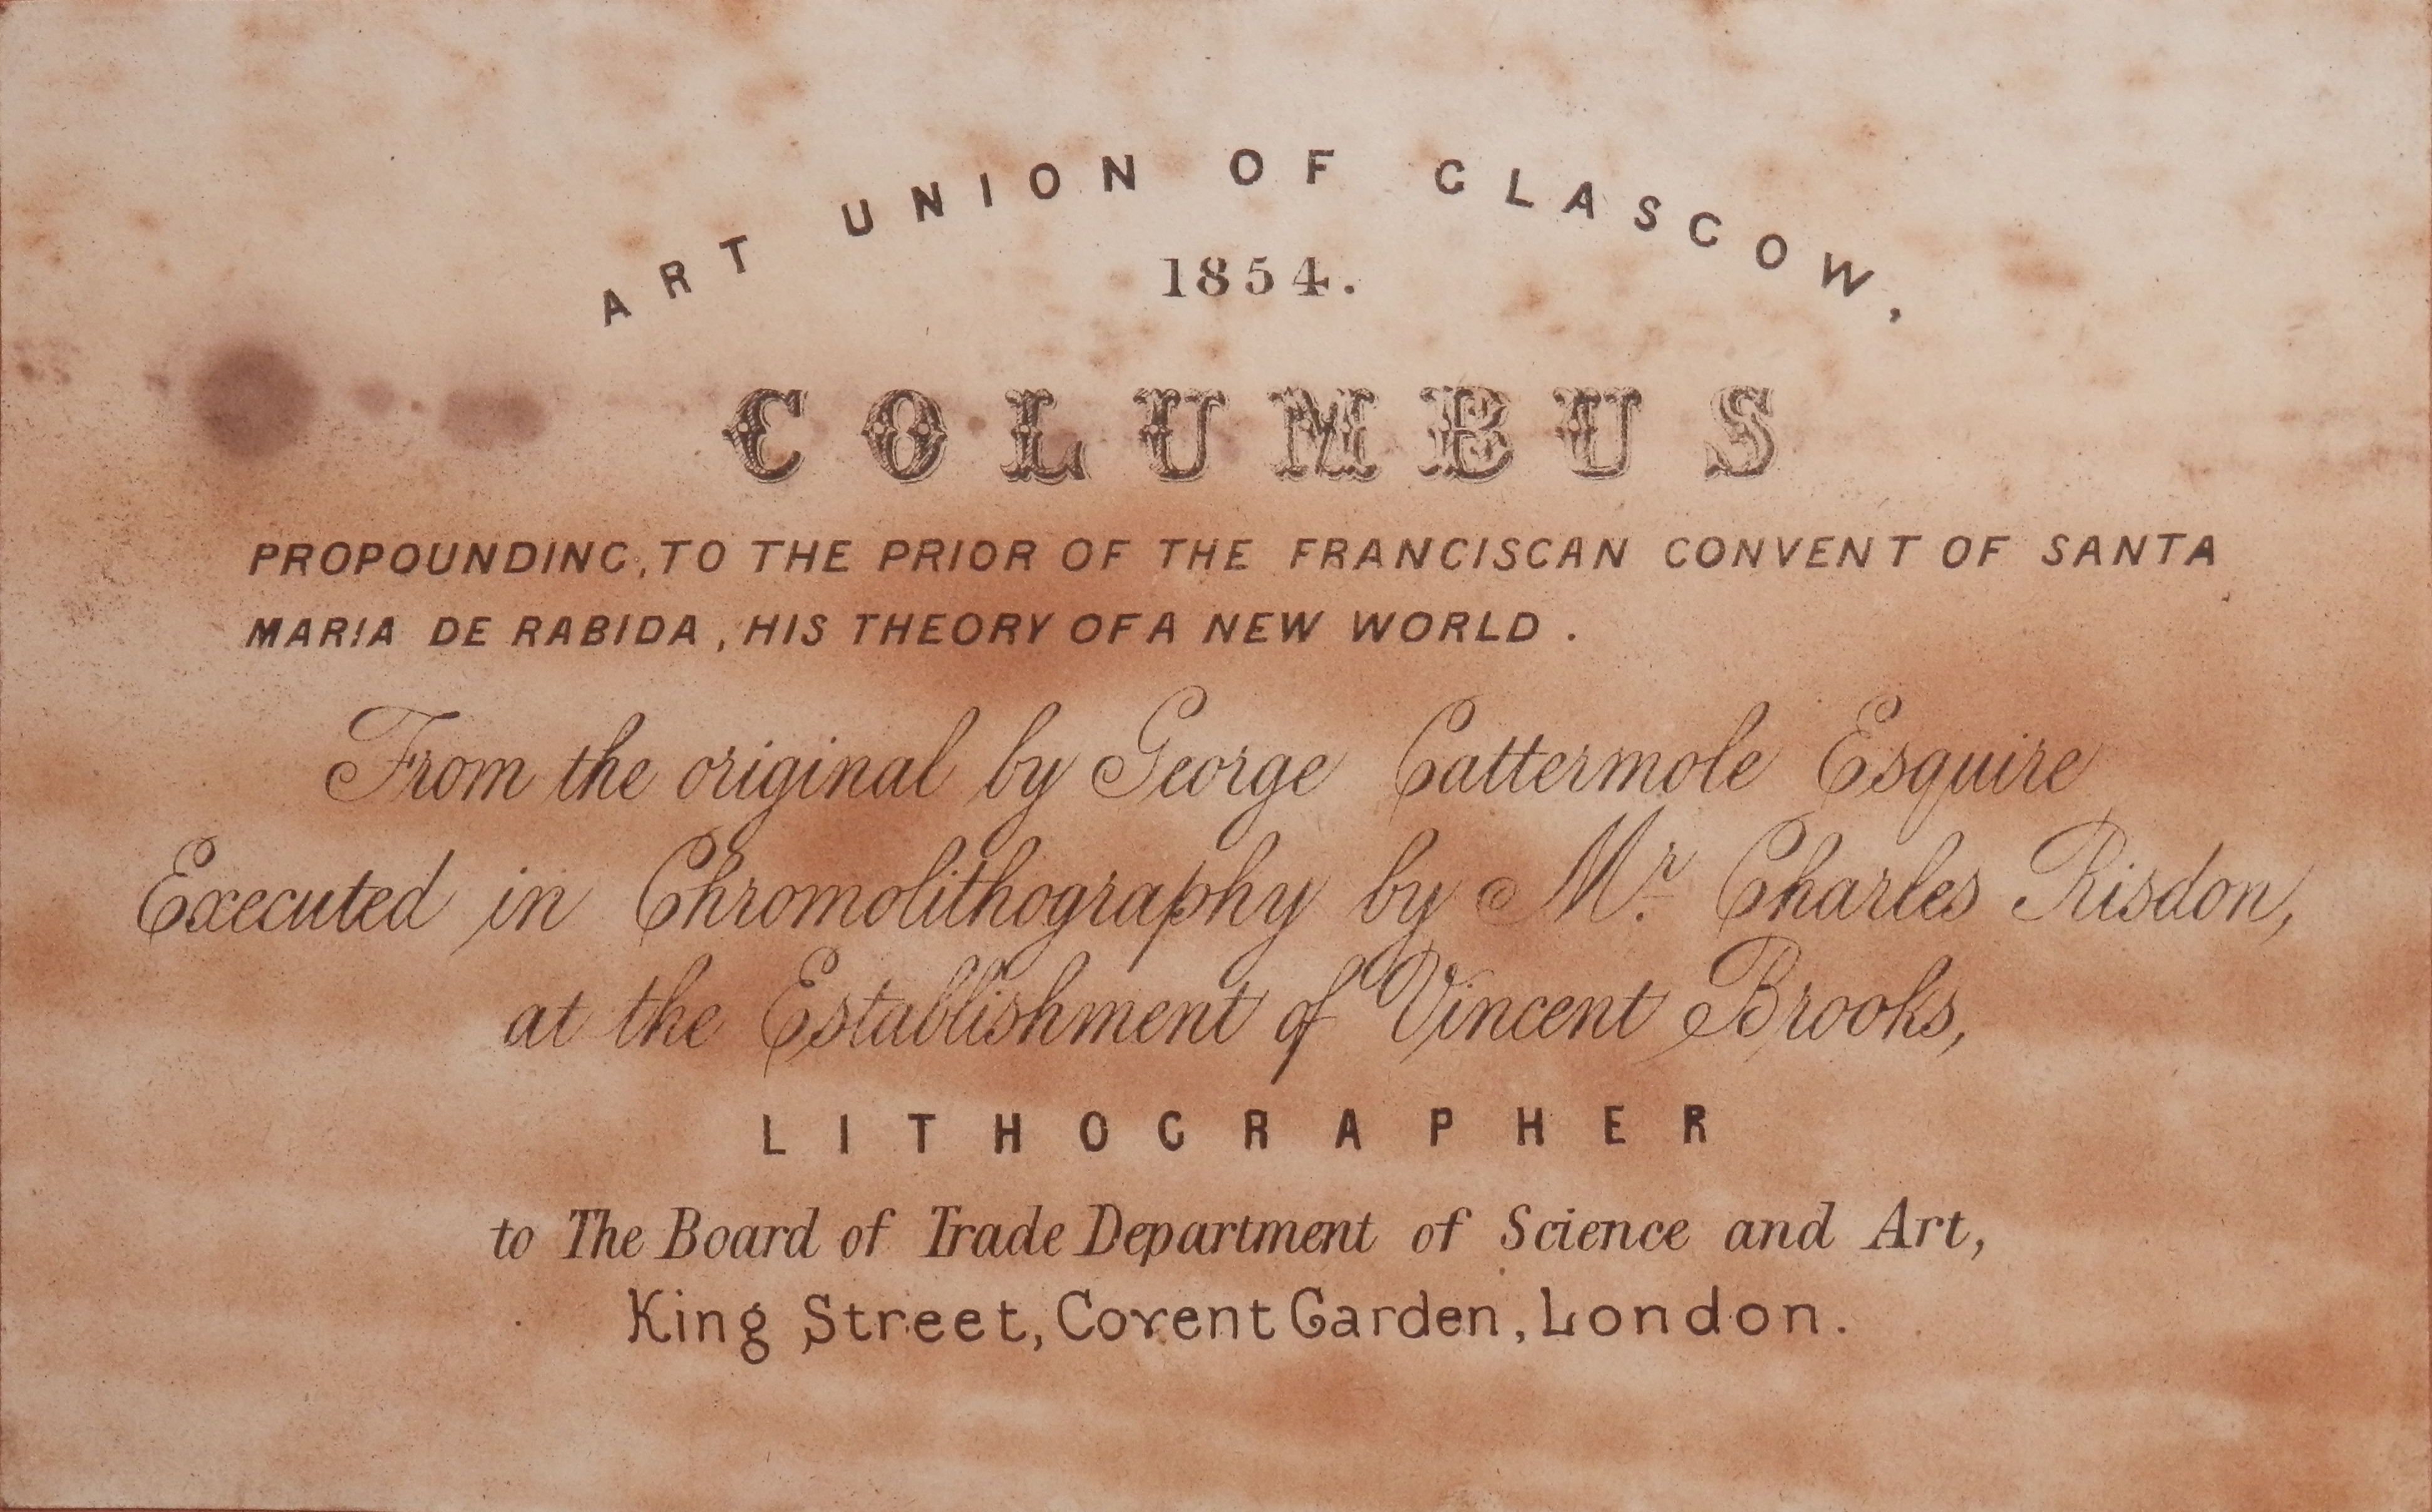 ART UNION OF GLASGOW,
1854.
COLUMBUS
PROPOUNDING, TO THE PRIOR OF THE FRANCISCAN CONVENT OF SANTA
MARIA DE RABIDA, HIS THEORY OF A NEW WORLD.
From the original by George Cattermole Esquire
Executed in Chromolithography by Mr. Charles Risdon,
at the Establishment of Vincent Brooks,
LITHOGRAPHER
to The Board of Trade Department of Science and Art,
King Street, Covent Garden, London.